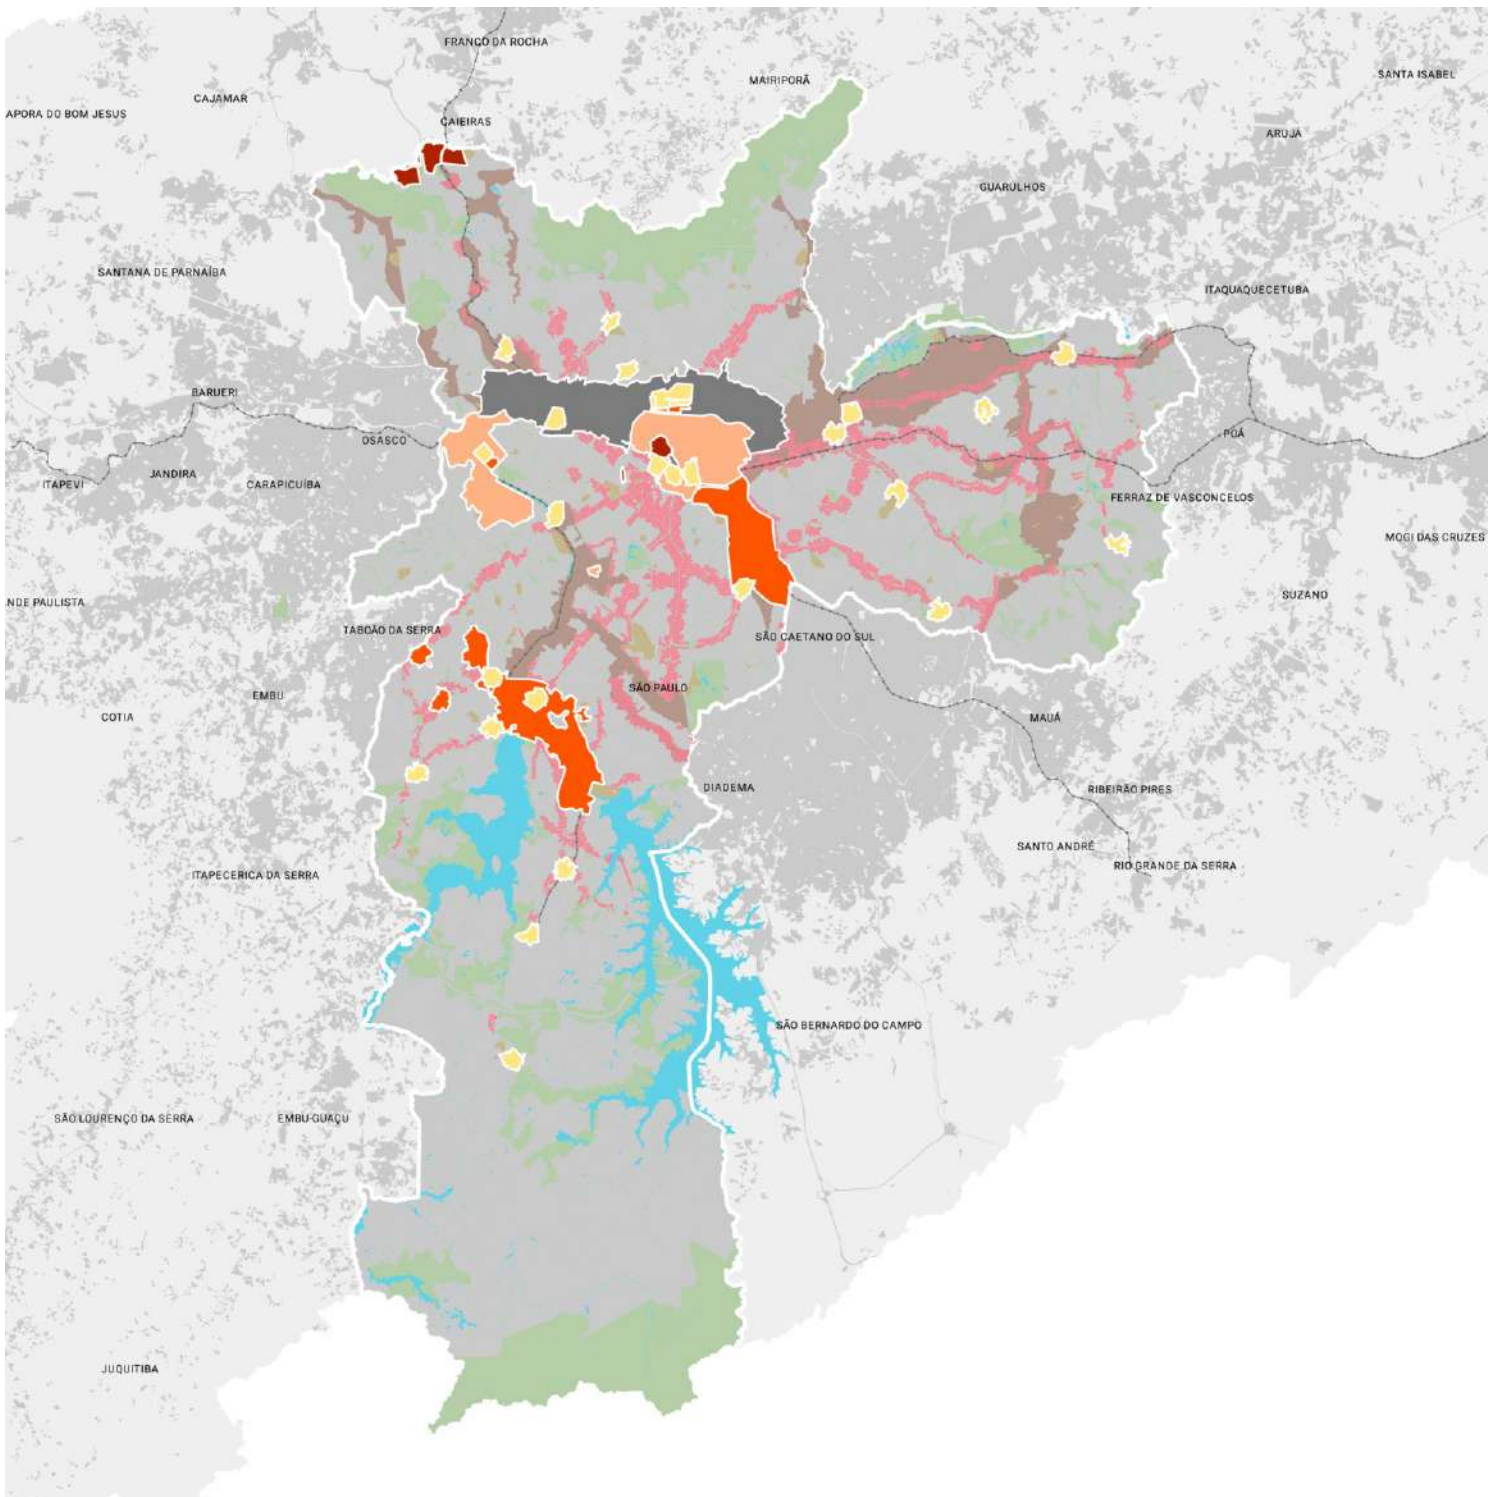 FRANCO DA ROCHA
SANTA ISABEL
MAIRIPORÃ
CAJAMAR
APORA DO BOM JESUS
CAIEIRAS
ARUJÁ
GUARULHOS
SANTANA DE PARNAÍBA
ITAQUAQUECETUBA
BARUERI
POÁ
OSASCO
JANDIRA
ITAPEVI
CARAPICUÍBA
FERRAZ DE VASCONCELOS
MOGI DAS CRUZES
SUZANO
NDE PAULISTA
TABOÃO DA SERRA
SÃO CAETANO DO SUL
SÃO PAULO
EMBU
COTIA
MAUÁ
DIADEMA
RIBEIRÃO PIRES
SANTO ANDRÉ
RIO GRANDE DA SERRA
ITAPECERICA DA SERRA
SÃO BERNARDO DO CAMPO
SÃO LOURENÇO DA SERRA
EMBU-GUAÇU
JUQUITIBA